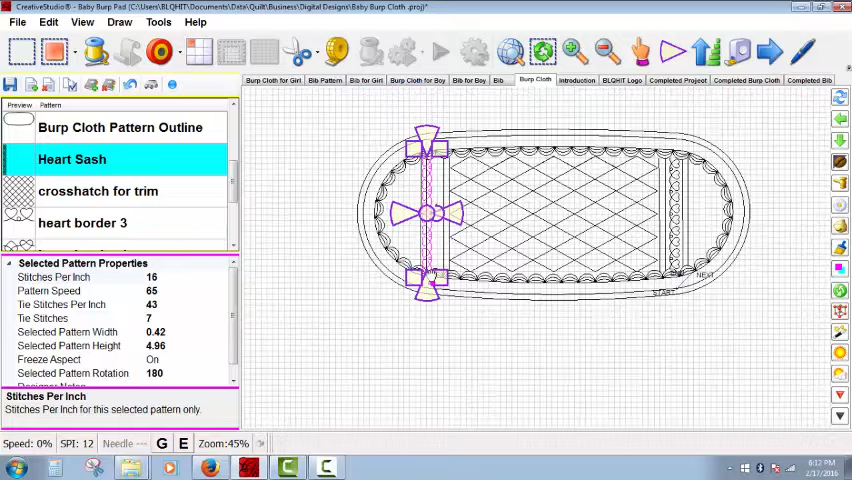 CreativeStudio® - Baby Burp Pad (C:\Users\BLQHIT\Documents\Data\Quilt\Business\Digital Designs\Baby Burp Cloth .proj)*
File Edit View Draw Tools Help
Burp Cloth for Girl Bib Pattern Bib for Girl Burp Cloth for Boy Bib for Boy Bib Burp Cloth Introduction BLQHIT Logo Completed Project Completed Burp Cloth Completed Bib
Preview Pattern
Burp Cloth Pattern Outline
Heart Sash
crosshatch for trim
heart border 3
Selected Pattern Properties
Stitches Per Inch 16
Pattern Speed 65
Tie Stitches Per Inch 43
Tie Stitches 7
Selected Pattern Width 0.42
Selected Pattern Height 4.96
Freeze Aspect On
Selected Pattern Rotation 180
Designer Notes
Stitches Per Inch
Stitches Per Inch for this selected pattern only.
NEXT
START
Speed: 0% SPI: 12 Needle --- G E Zoom:45%
6:12 PM
2/17/2016